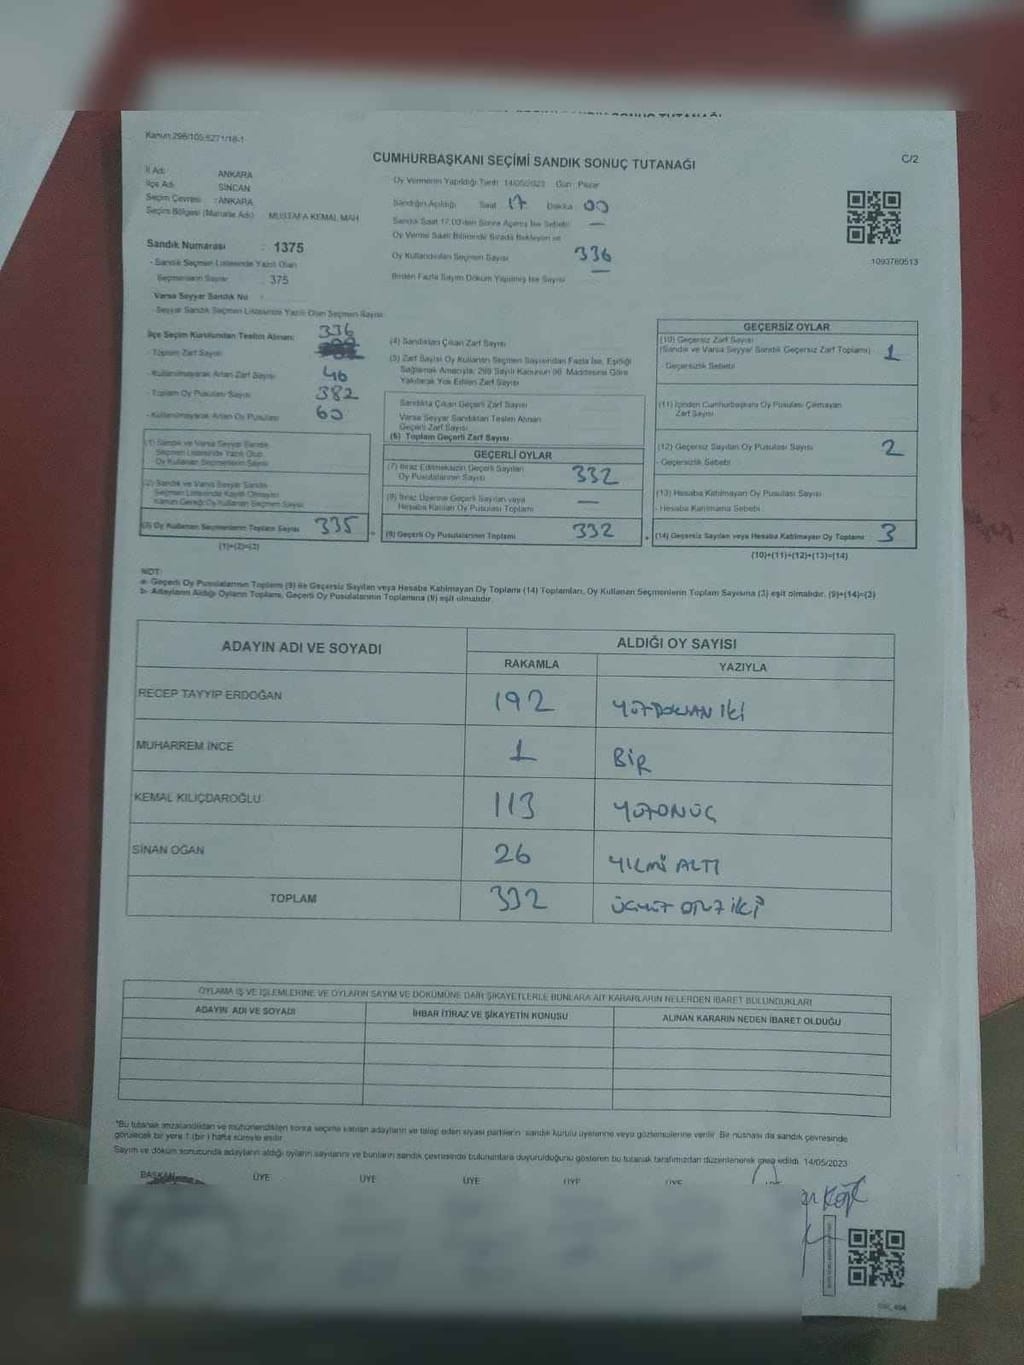 Kanun:298/105,6271/18-1
CUMHURBAŞKANI SEÇİMİ SANDIK SONUÇ TUTANAĞI
C/2
İl Adı: ANKARA
İlçe Adı SİNCAN
Seçim Çevresi : ANKARA
Seçim Bölgesi (Mahalle Adı) MUSTAFA KEMAL MAH
Oy Vermenin Yapıldığı Tarih 14/05/2023 Gün Pazar
Sandığın Açıldığı Saat 17 Dakika 00
Sandık Saat 17.00'den Sonra Açılmış İse Sebebi —
Oy Verme Saati Bitiminde Sırada Bekleyen ve
Oy Kullandırılan Seçmen Sayısı 336
Birden Fazla Sayım Döküm Yapılmış İse Sayısı —
1093780513
Sandık Numarası : 1375
- Sandık Seçmen Listesinde Yazılı Olan
Seçmenlerin Sayısı 375
Varsa Seyyar Sandık No
- Seyyar Sandık Seçmen Listesinde Yazılı Olan Seçmen Sayısı
İlçe Seçim Kurulundan Teslim Alınan: 336
- Toplam Zarf Sayısı
- Kullanılmayarak Artan Zarf Sayısı 46
- Toplam Oy Pusulası Sayısı 382
- Kullanılmayarak Artan Oy Pusulası 60
(1) Sandık ve Varsa Seyyar Sandık
Seçmen Listesinde Yazılı Olup
Oy Kullanan Seçmenlerin Sayısı
(2) Sandık ve Varsa Seyyar Sandık
Seçmen Listesinde Kayıtlı Olmayıp
Kanun Gereği Oy Kullanan Seçmen Sayısı
(3) Oy Kullanan Seçmenlerin Toplam Sayısı 335
(1)+(2)=(3)
(4) Sandıktan Çıkan Zarf Sayısı
(5) Zarf Sayısı Oy Kullanan Seçmen Sayısından Fazla İse, Eşitliği
Sağlamak Amacıyla; 298 Sayılı Kanunun 98. Maddesine Göre
Yakılarak Yok Edilen Zarf Sayısı
Sandıkta Çıkan Geçerli Zarf Sayısı
Varsa Seyyar Sandıktan Teslim Alınan
Geçerli Zarf Sayısı
(6) Toplam Geçerli Zarf Sayısı
GEÇERLİ OYLAR
(7) İtiraz Edilmeksizin Geçerli Sayılan
Oy Pusulalarının Sayısı 332
(8) İtiraz Üzerine Geçerli Sayılan veya
Hesaba Katılan Oy Pusulası Toplamı —
(9) Geçerli Oy Pusulalarının Toplamı 332
GEÇERSİZ OYLAR
(10) Geçersiz Zarf Sayısı
(Sandık ve Varsa Seyyar Sandık Geçersiz Zarf Toplamı) 1
- Geçersizlik Sebebi
(11) İçinden Cumhurbaşkanı Oy Pusulası Çıkmayan
Zarf Sayısı
(12) Geçersiz Sayılan Oy Pusulası Sayısı 2
- Geçersizlik Sebebi
(13) Hesaba Katılmayan Oy Pusulası Sayısı
- Hesaba Katılmama Sebebi
(14) Geçersiz Sayılan veya Hesaba Katılmayan Oy Toplamı 3
(10)+(11)+(12)+(13)=(14)
NOT:
a- Geçerli Oy Pusulalarının Toplamı (9) ile Geçersiz Sayılan veya Hesaba Katılmayan Oy Toplamı (14) Toplamları, Oy Kullanan Seçmenlerin Toplam Sayısına (3) eşit olmalıdır. (9)+(14)=(3)
b- Adayların Aldığı Oyların Toplamı, Geçerli Oy Pusulalarının Toplamına (9) eşit olmalıdır.
ADAYIN ADI VE SOYADI
ALDIĞI OY SAYISI
RAKAMLA YAZIYLA
RECEP TAYYİP ERDOĞAN 192 YÜZDOKSAN İKİ
MUHARREM İNCE 1 BİR
KEMAL KILIÇDAROĞLU 113 YÜZONÜÇ
SİNAN OĞAN 26 YİRMİ ALTI
TOPLAM 332 ÜÇYÜZ OTUZ İKİ
OYLAMA İŞ VE İŞLEMLERİNE VE OYLARIN SAYIM VE DÖKÜMÜNE DAİR ŞİKAYETLERLE BUNLARA AİT KARARLARIN NELERDEN İBARET BULUNDUKLARI
ADAYIN ADI VE SOYADI İHBAR İTİRAZ VE ŞİKAYETİN KONUSU ALINAN KARARIN NEDEN İBARET OLDUĞU
*Bu tutanak imzalandıktan ve mühürlendikten sonra seçime katılan adayların ve talep eden siyasi partilerin sandık kurulu üyelerine veya gözlemcilerine verilir. Bir nüshası da sandık çevresinde
görülecek bir yere 1 (bir) hafta süreyle asılır.
Sayım ve döküm sonucunda adayların aldığı oyların sayılarını ve bunların sandık çevresinde bulunanlara duyurulduğunu gösteren bu tutanak tarafımızdan düzenlenerek imza edildi. 14/05/2023
BAŞKAN ÜYE ÜYE ÜYE ÜYE ÜYE ÜYE